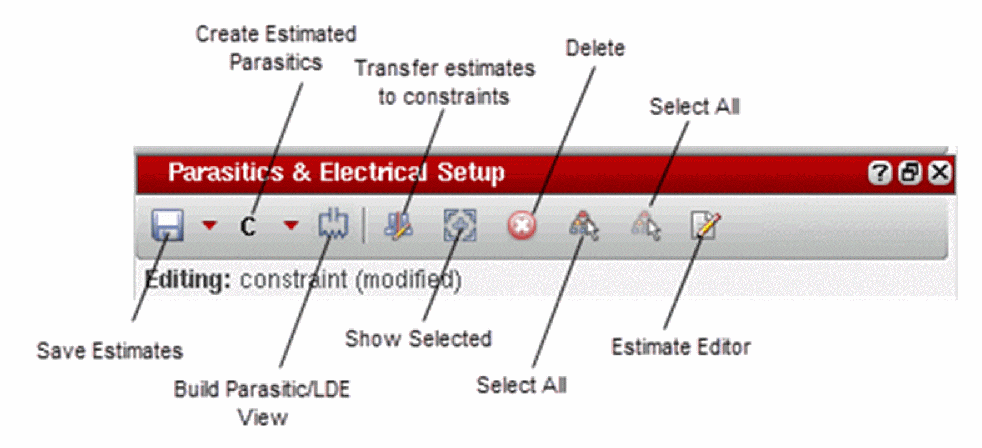 Create Estimated
Parasitics
Transfer estimates
to constraints
Delete
Select All
Parasitics & Electrical Setup
C
Editing: constraint (modified)
Save Estimates
Build Parasitic/LDE
View
Show Selected
Select All
Estimate Editor